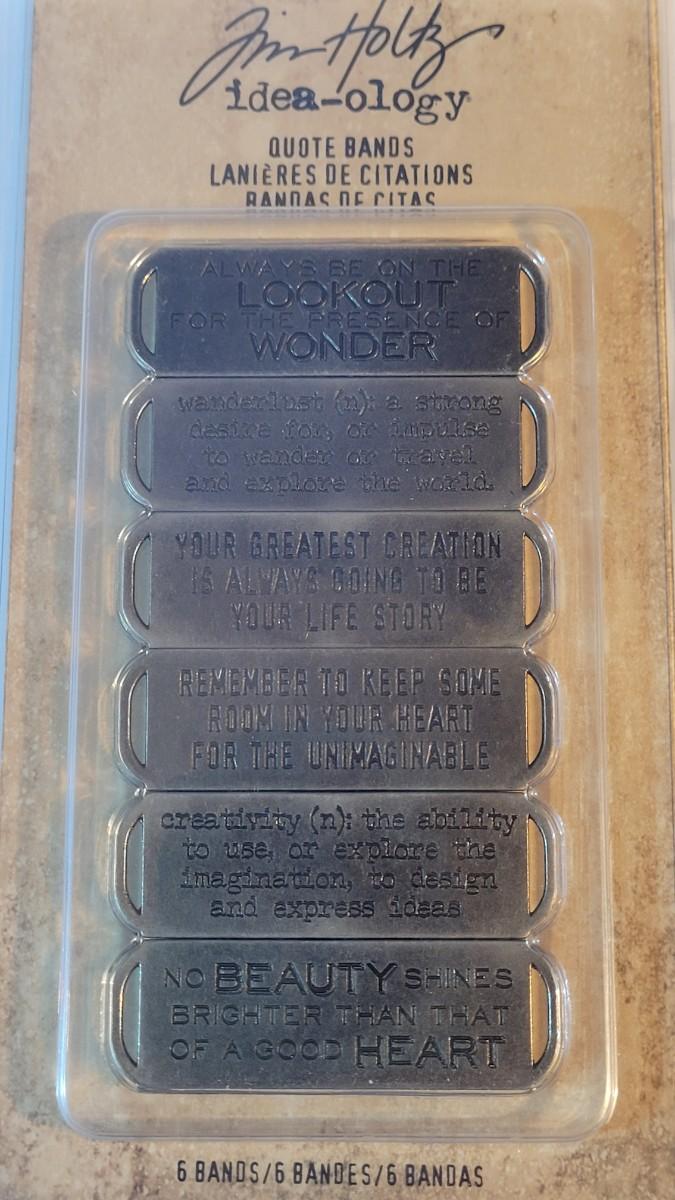 Tim Holtz
idea-ology
QUOTE BANDS
LANIÈRES DE CITATIONS
BANDAS DE CITAS
ALWAYS BE ON THE
LOOKOUT
FOR THE PRESENCE OF
WONDER
wanderlust (n): a strong
desire for, or impulse
to wander or travel
and explore the world.
YOUR GREATEST CREATION
IS ALWAYS GOING TO BE
YOUR LIFE STORY
REMEMBER TO KEEP SOME
ROOM IN YOUR HEART
FOR THE UNIMAGINABLE
creativity (n): the ability
to use, or explore the
imagination, to design
and express ideas
NO BEAUTY SHINES
BRIGHTER THAN THAT
OF A GOOD HEART
6 BANDS/6 BANDES/6 BANDAS